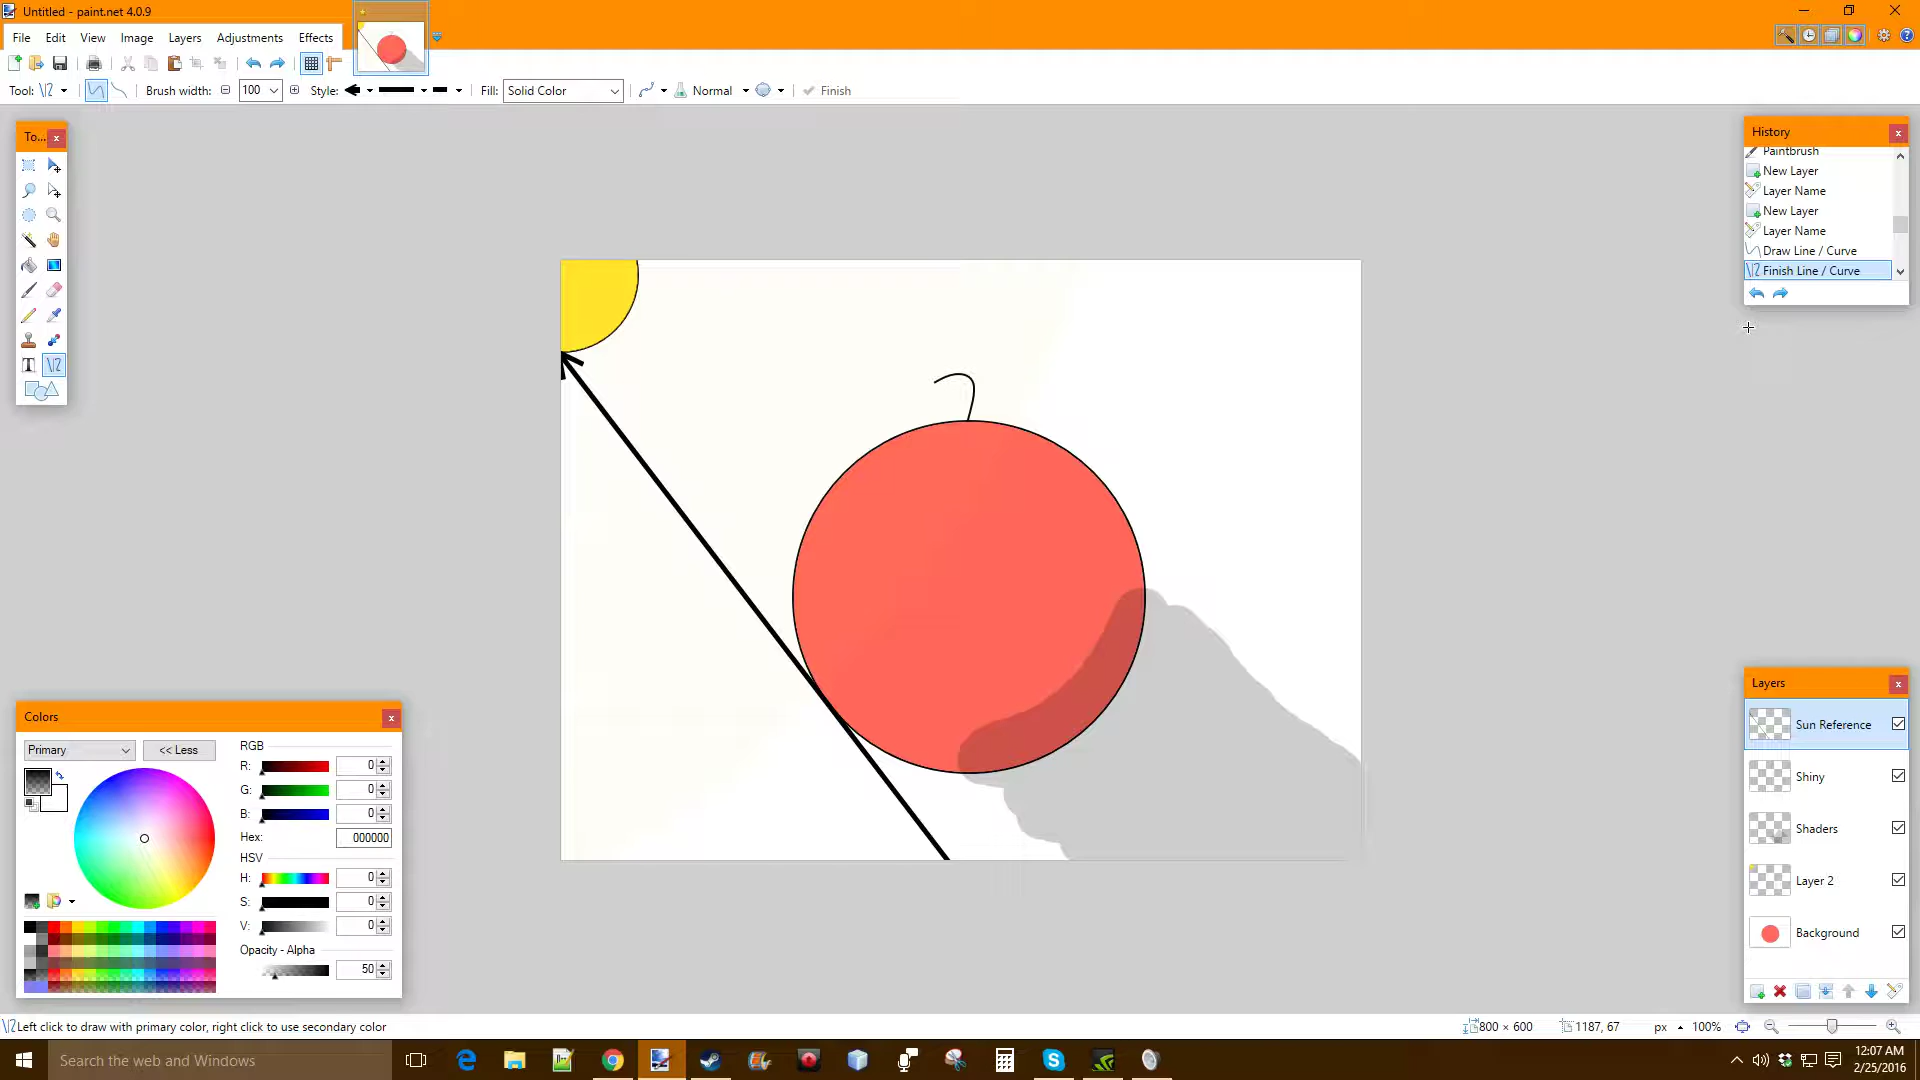 Untitled - paint.net 4.0.9
File Edit View Image Layers Adjustments Effects
Tool: Brush width: 100 Style: Fill: Solid Color Normal Finish
To...
History
Paintbrush
New Layer
Layer Name
New Layer
Layer Name
Draw Line / Curve
Finish Line / Curve
Layers
Sun Reference
Shiny
Shaders
Layer 2
Background
Colors
Primary << Less RGB
R: 0
G: 0
B: 0
Hex: 000000
HSV
H: 0
S: 0
V: 0
Opacity - Alpha
50
Left click to draw with primary color, right click to use secondary color 800 × 600 1187, 67 px 100%
Search the web and Windows
12:07 AM
2/25/2016